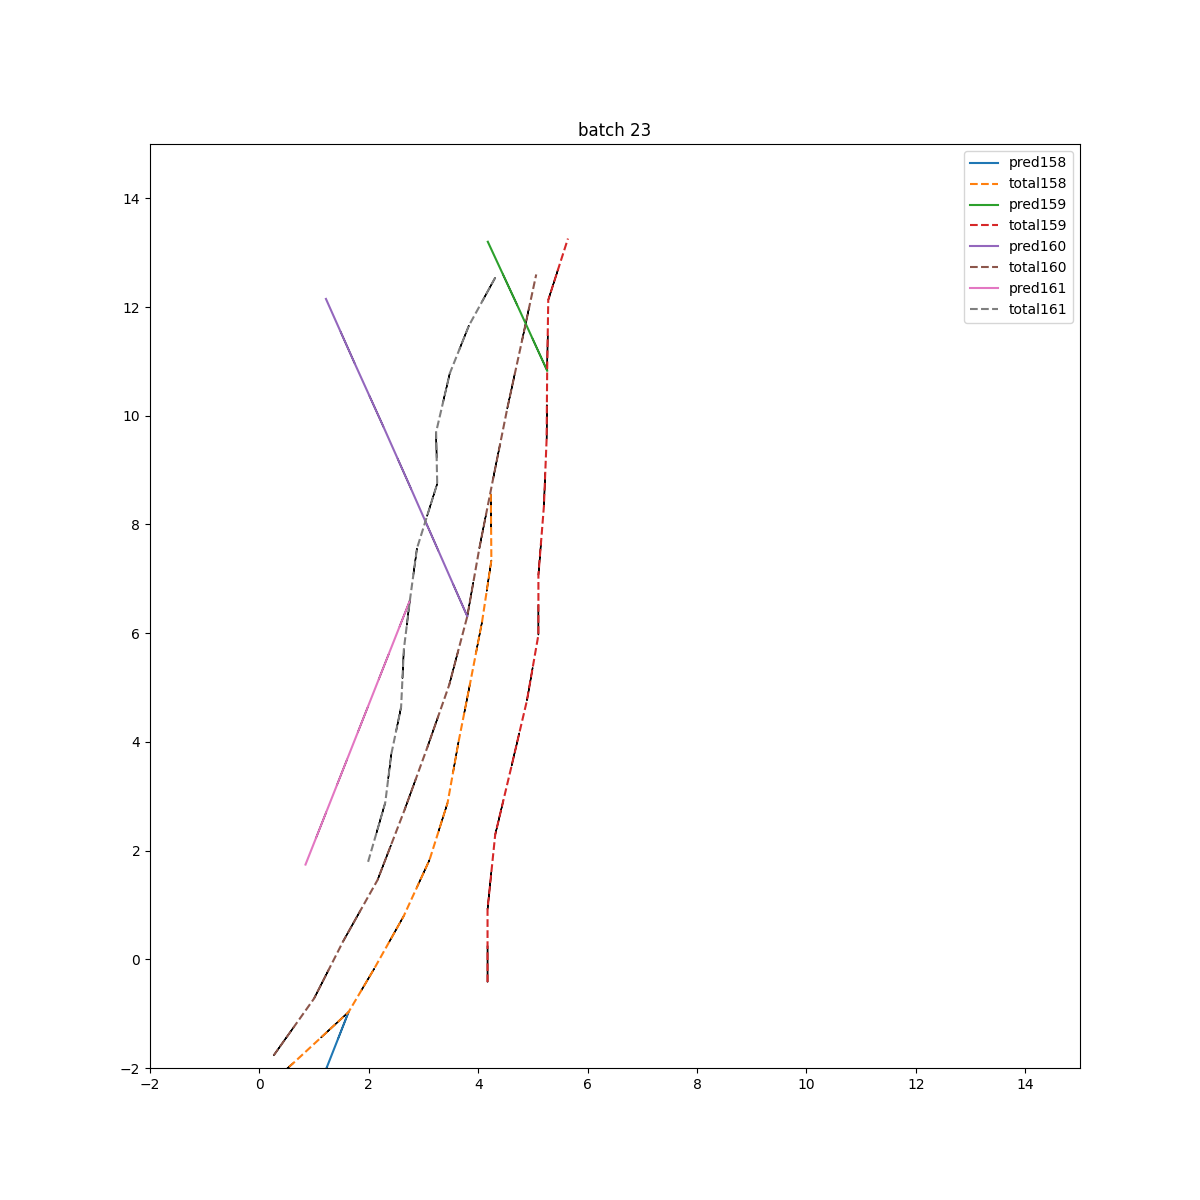 batch 23
pred158
total158
pred159
total159
pred160
total160
pred161
total161
14
12
10
8
6
4
2
0
−2
−2 0 2 4 6 8 10 12 14